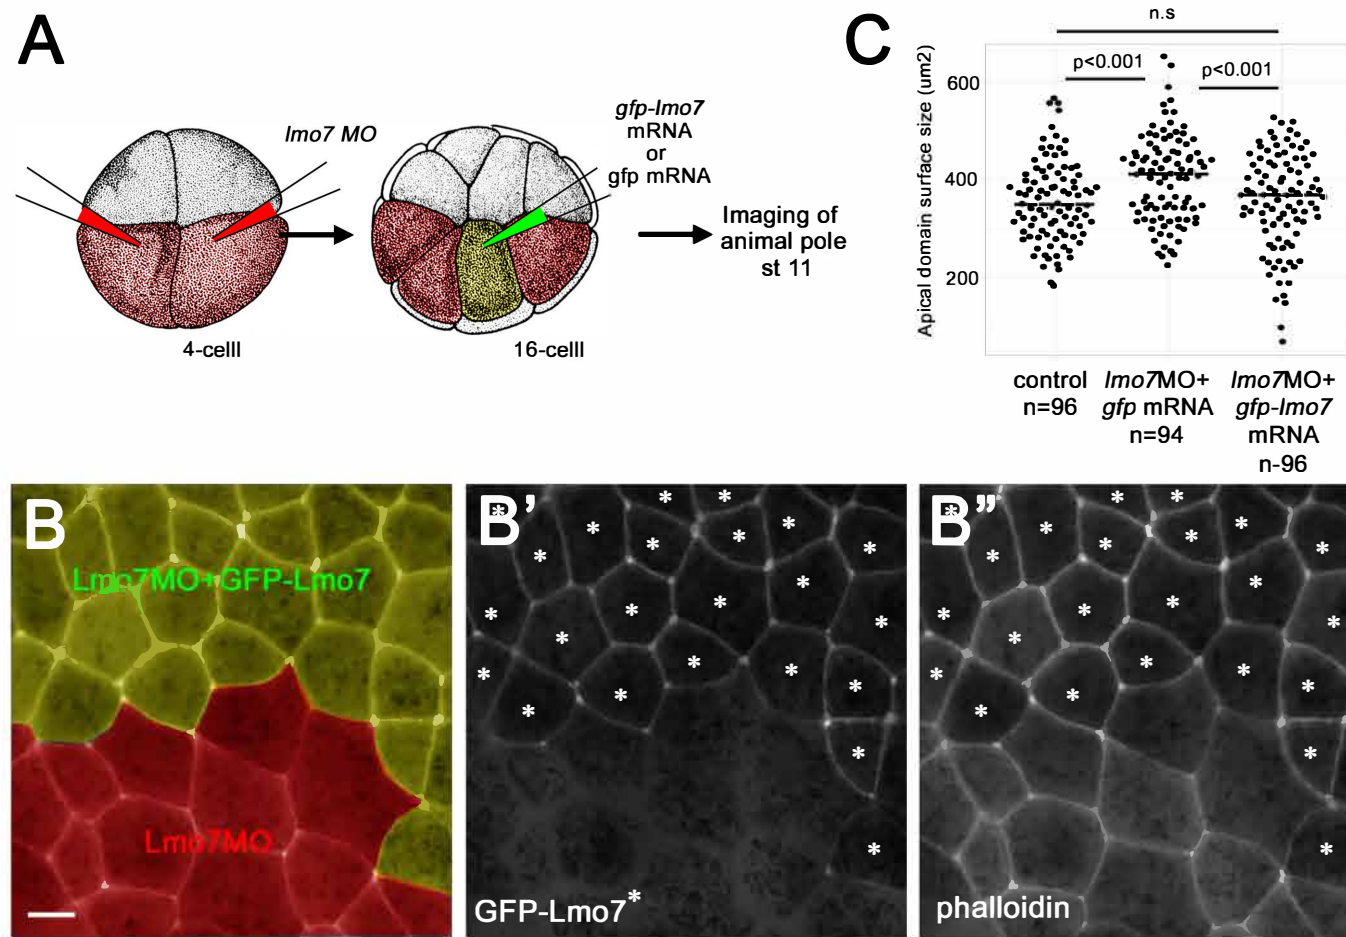 A
lmo7 MO
gfp-lmo7
mRNA
or
gfp mRNA
4-celll
16-celll
Imaging of
animal pole
st 11
C
n.s
p<0.001
p<0.001
Apical domain surface size (um2)
600
400
200
control
n=96
lmo7MO+
gfp mRNA
n=94
lmo7MO+
gfp-lmo7
mRNA
n-96
B
Lmo7MO+GFP-Lmo7
Lmo7MO
B'
GFP-Lmo7*
B"
phalloidin